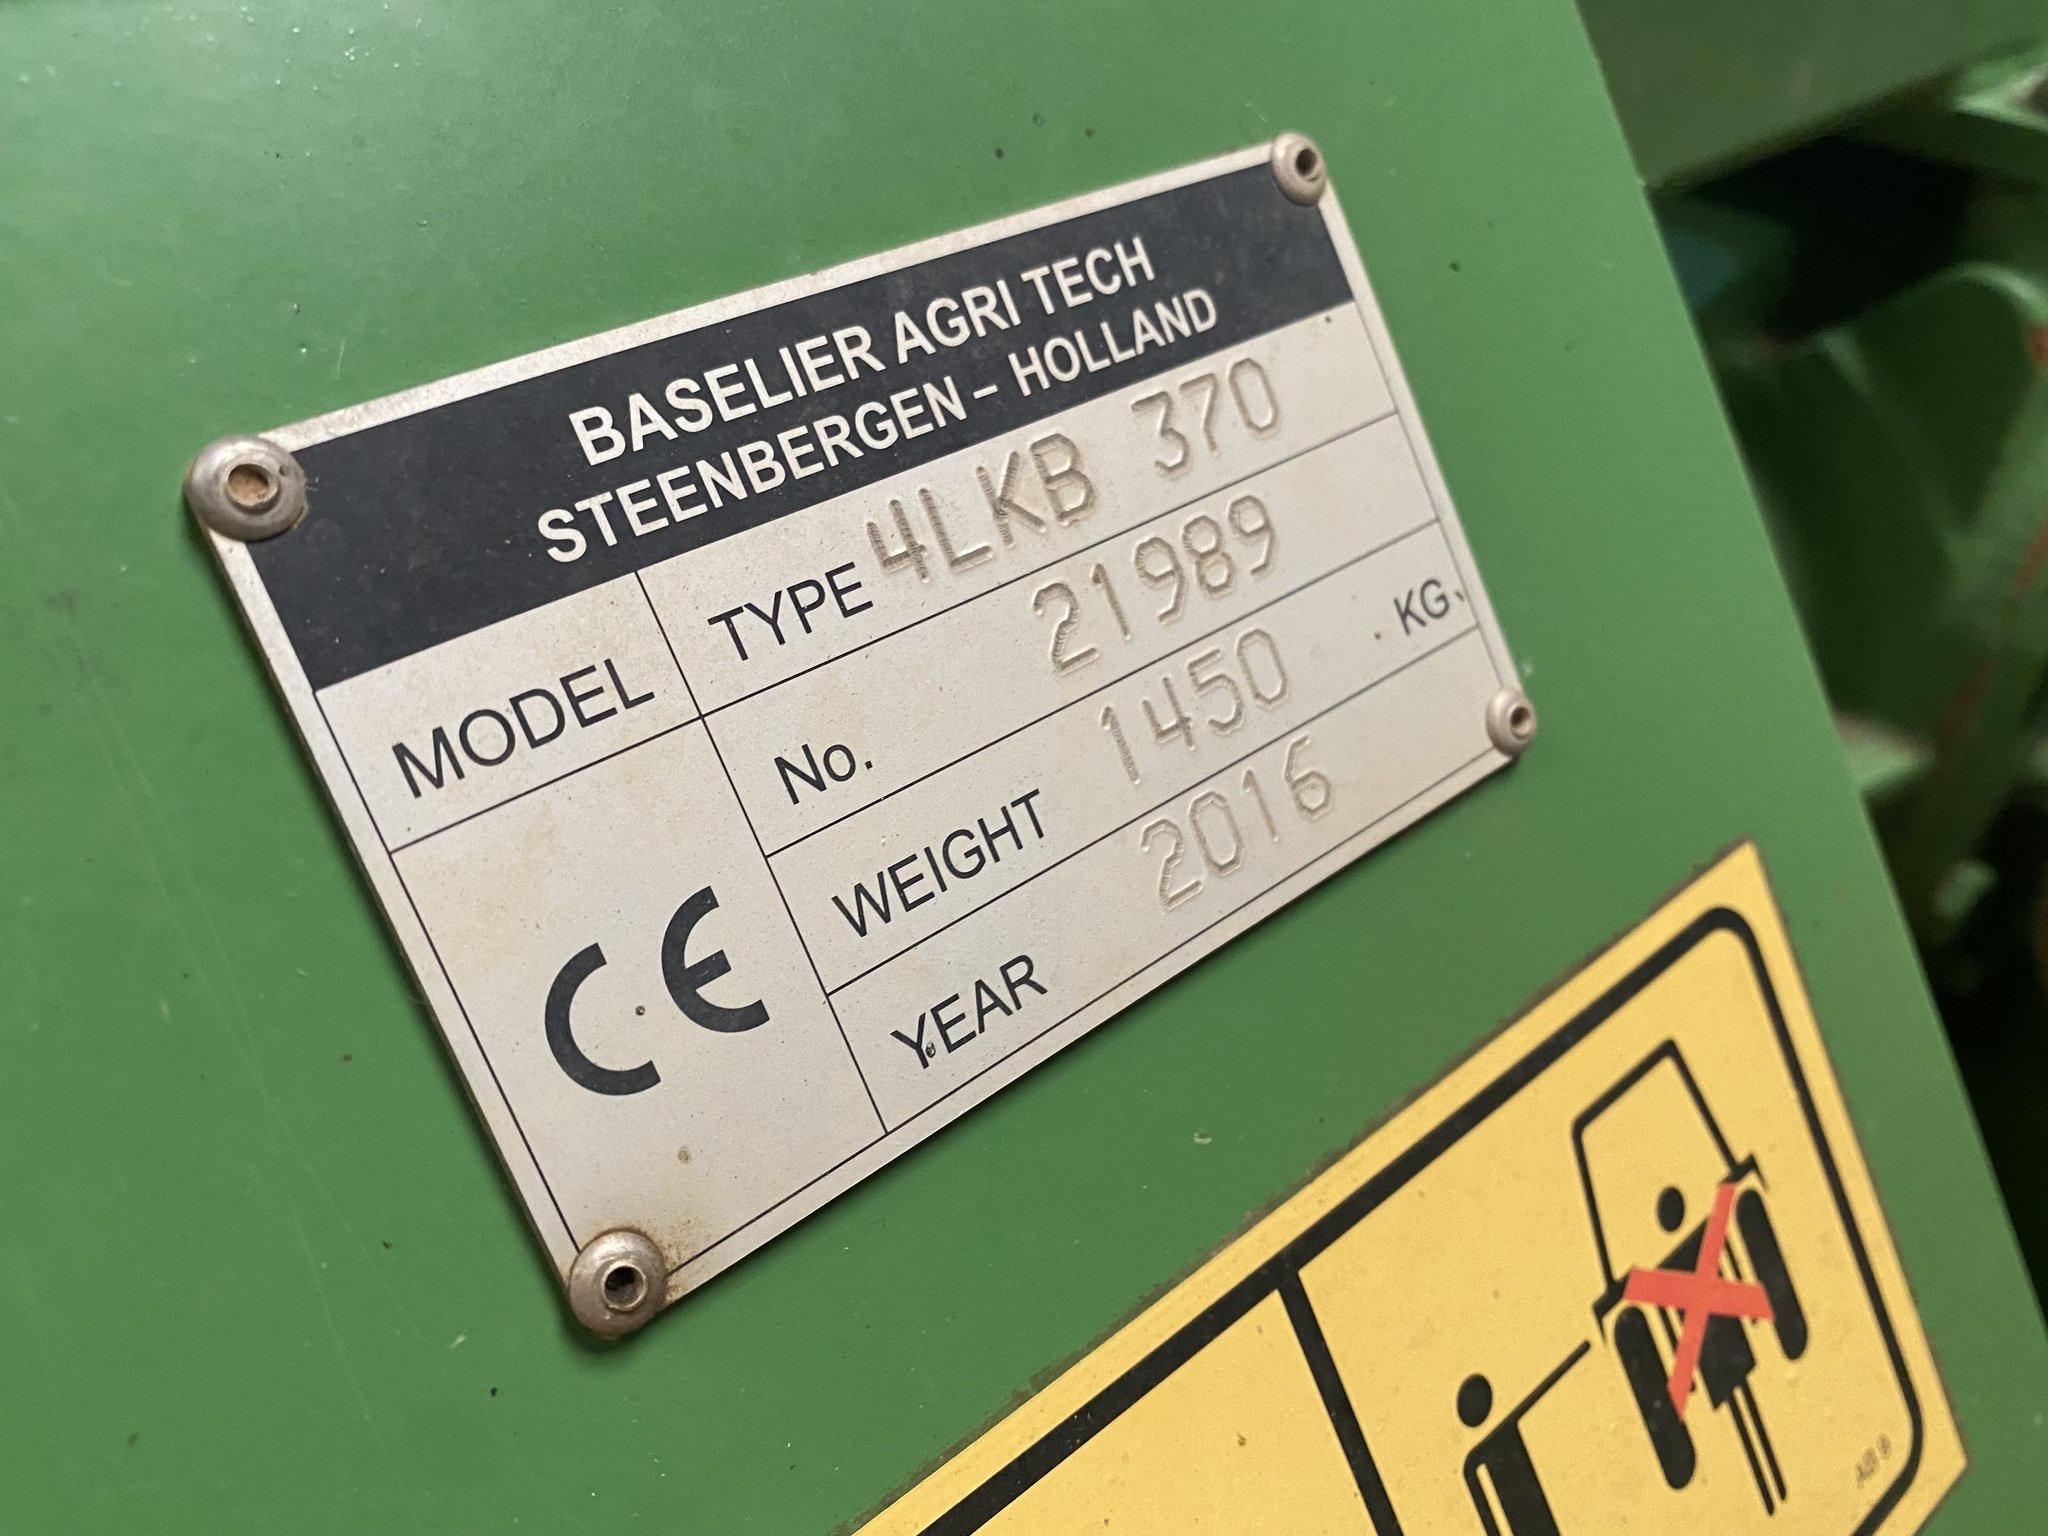 BASELIER AGRI TECH
STEENBERGEN - HOLLAND
MODEL TYPE 4LKB 370
No. 21989
WEIGHT 1450 KG.
YEAR 2016
CE